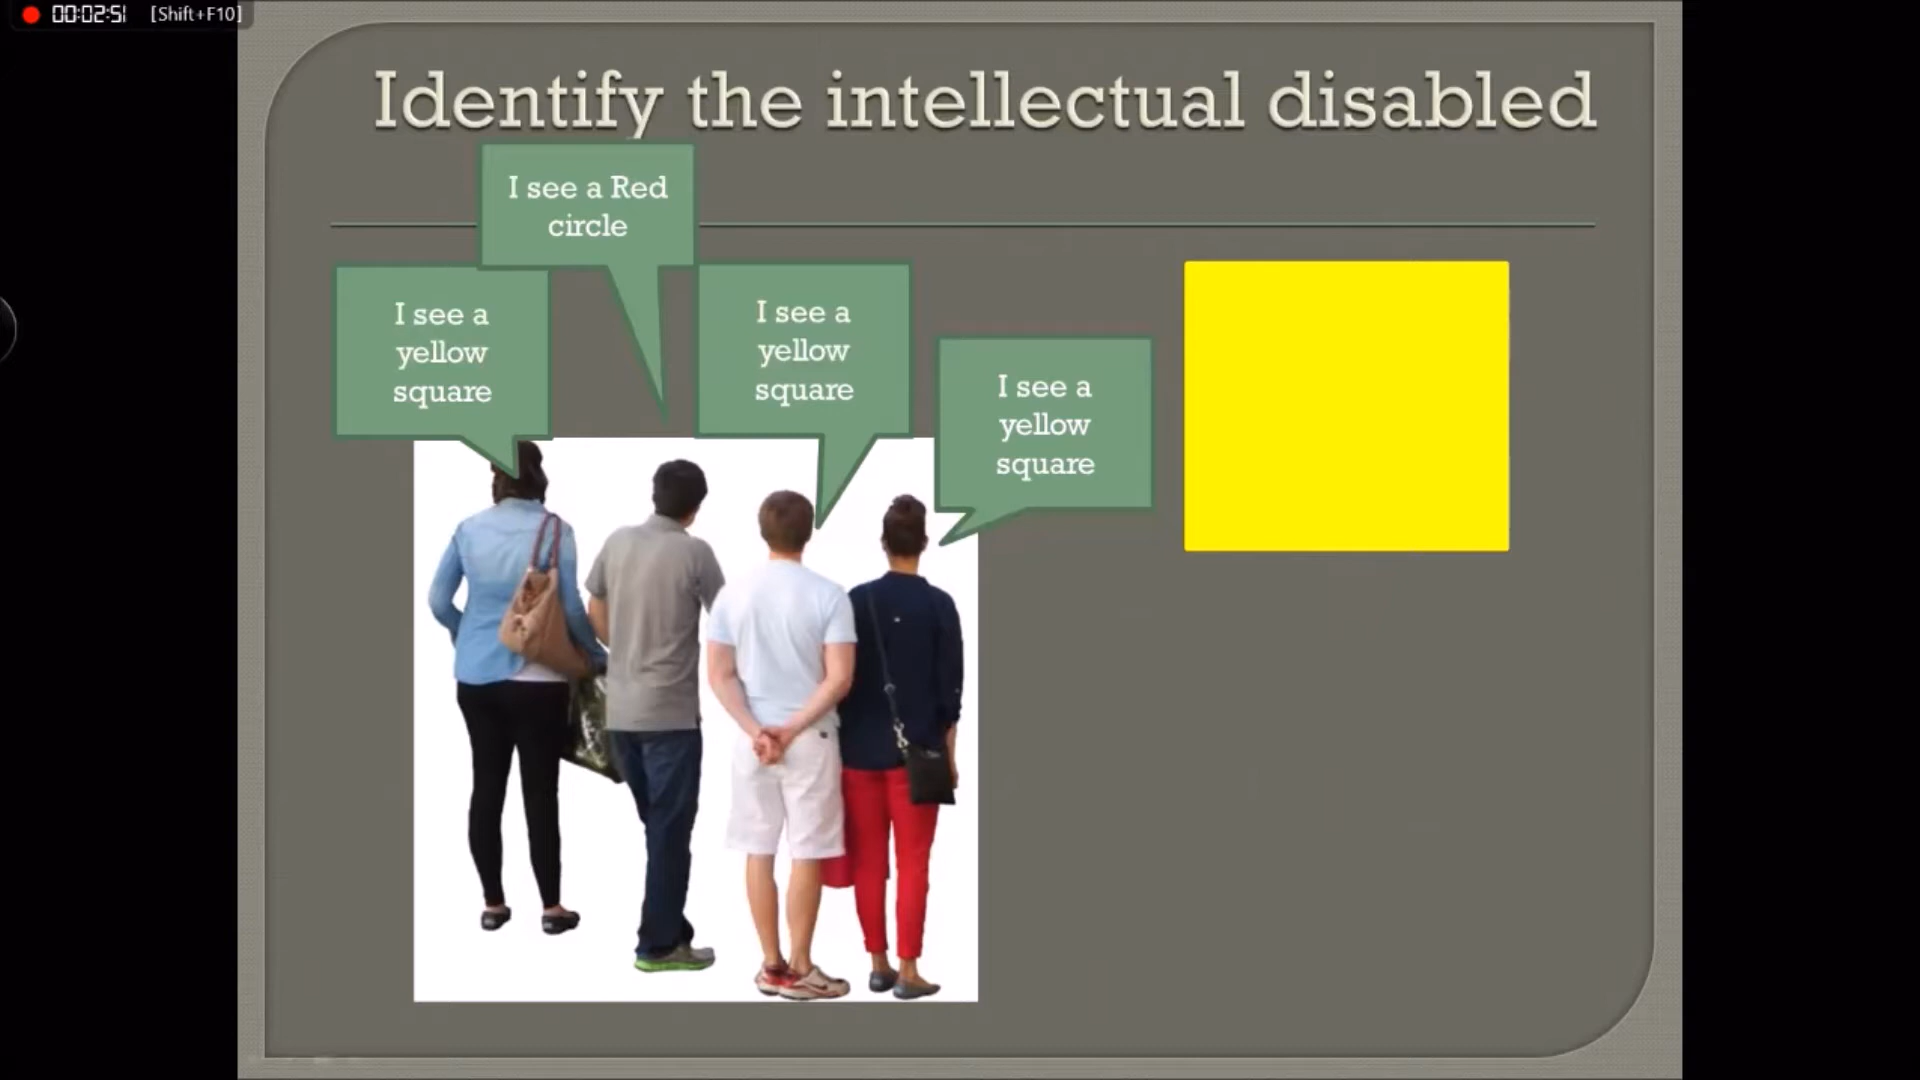 00:02:51 [Shift+F10]
Identify the intellectual disabled
I see a Red
circle
I see a
yellow
square
I see a
yellow
square
I see a
yellow
square